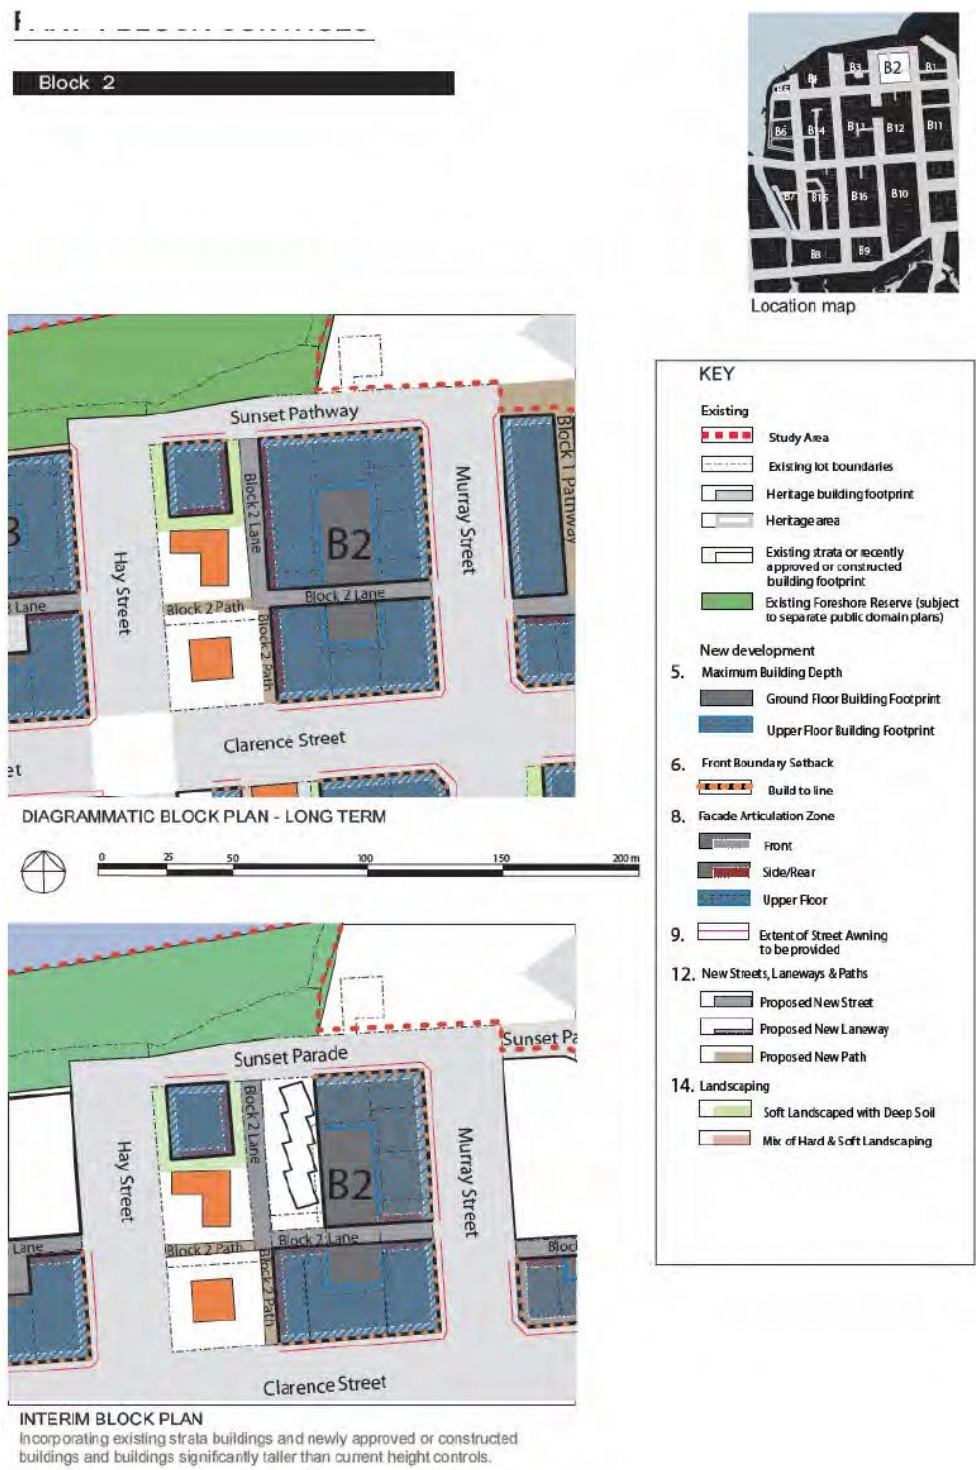 Block 2
B1
B2
B3
B4
B5
B6
B14
B13
B12
B11
B7
B15
B16
B10
B8
B9
Location map
Sunset Pathway
Block 1 Pathway
Murray Street
Block 2 Lane
B2
Hay Street
Block 2 Lane
Lane
Block 2 Path
Block 2 Path
Clarence Street
et
DIAGRAMMATIC BLOCK PLAN - LONG TERM
0 25 50 100 150 200 m
Sunset Parade
Sunset Pa
Block 2 Lane
Hay Street
Murray Street
B2
Lane
Block 2 Path
Block 2 Lane
Block 2 Path
Bloc
Clarence Street
INTERIM BLOCK PLAN
Incorporating existing strata buildings and newly approved or constructed
buildings and buildings significantly taller than current height controls.
KEY
Existing
Study Area
Existing lot boundaries
Heritage building footprint
Heritage area
Existing strata or recently
approved or constructed
building footprint
Existing Foreshore Reserve (subject
to separate public domain plans)
New development
5. Maximum Building Depth
Ground Floor Building Footprint
Upper Floor Building Footprint
6. Front Boundary Setback
Build to line
8. Facade Articulation Zone
Front
Side/Rear
Upper Floor
9. Extent of Street Awning
to be provided
12. New Streets, Laneways & Paths
Proposed New Street
Proposed New Laneway
Proposed New Path
14. Landscaping
Soft Landscaped with Deep Soil
Mix of Hard & Soft Landscaping